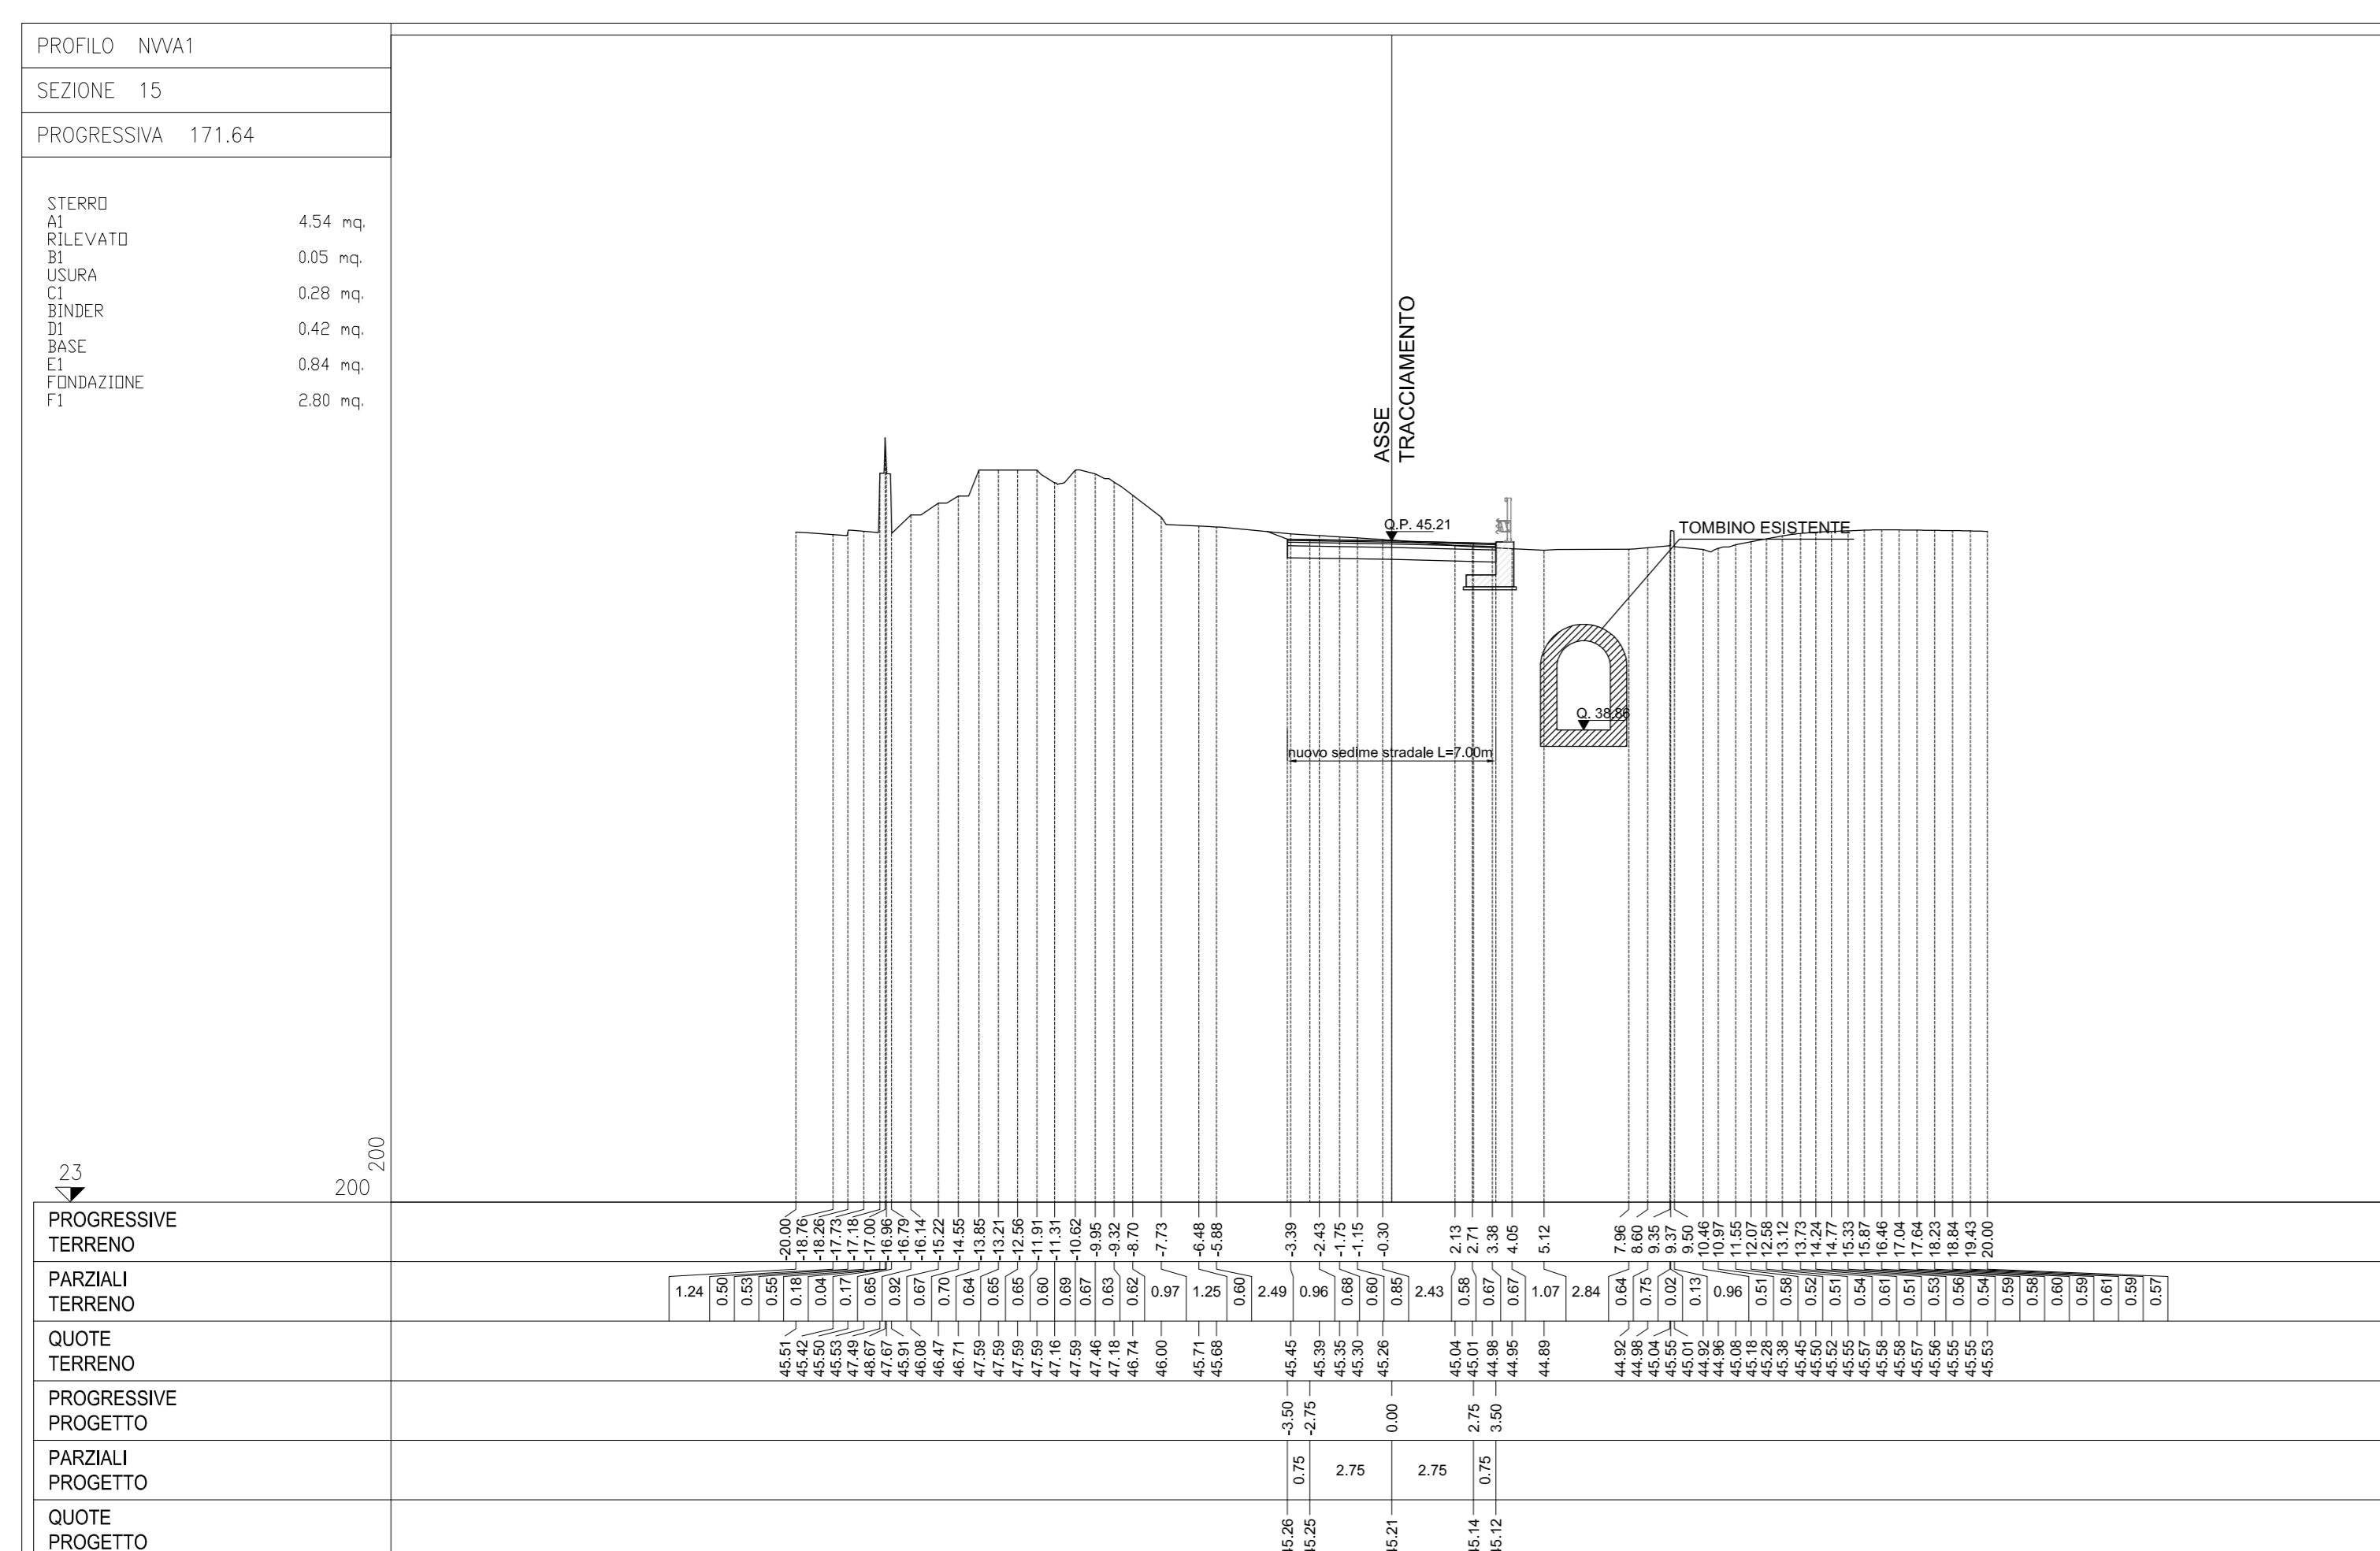 PROFILO NVVA1
SEZIONE 15
PROGRESSIVA 171.64
STERRO
A1 4.54 mq.
RILEVATO
B1 0.05 mq.
USURA
C1 0.28 mq.
BINDER
D1 0.42 mq.
BASE
E1 0.84 mq.
FONDAZIONE
F1 2.80 mq.
ASSE
TRACCIAMENTO
Q.P. 45.21
TOMBINO ESISTENTE
Q. 38.86
nuovo sedime stradale L=7.00m
23
200
200
PROGRESSIVE
TERRENO
-20.00 -18.76 -18.26 -17.73 -17.18 -17.00 -16.96 -16.79 -16.14 -15.22 -14.55 -13.85 -13.21 -12.56 -11.91 -11.31 -10.62 -9.95 -9.32 -8.70 -7.73 -6.48 -5.88 -3.39 -2.43 -1.75 -1.15 -0.30 2.13 2.71 3.38 4.05 5.12 7.96 8.60 9.35 9.37 9.50 10.46 10.97 11.55 12.07 12.58 13.12 13.73 14.24 14.77 15.33 15.87 16.46 17.04 17.64 18.23 18.84 19.43 20.00
PARZIALI
TERRENO
1.24 0.50 0.53 0.55 0.18 0.04 0.17 0.65 0.92 0.67 0.70 0.64 0.65 0.65 0.60 0.69 0.67 0.63 0.62 0.97 1.25 0.60 2.49 0.96 0.68 0.60 0.85 2.43 0.58 0.67 0.67 1.07 2.84 0.64 0.75 0.02 0.13 0.96 0.51 0.58 0.52 0.51 0.54 0.61 0.51 0.53 0.56 0.54 0.59 0.58 0.60 0.59 0.61 0.59 0.57
QUOTE
TERRENO
45.51 45.42 45.50 45.53 47.49 48.67 47.67 45.91 46.08 46.47 46.71 47.59 47.59 47.59 47.59 47.16 47.59 47.46 47.18 46.74 46.00 45.71 45.68 45.45 45.39 45.35 45.30 45.26 45.04 45.01 44.98 44.95 44.89 44.92 44.98 45.04 45.55 45.01 44.92 44.96 45.08 45.18 45.28 45.38 45.45 45.50 45.52 45.55 45.57 45.58 45.58 45.57 45.56 45.55 45.55 45.53
PROGRESSIVE
PROGETTO
-3.50 -2.75 0.00 2.75 3.50
PARZIALI
PROGETTO
0.75 2.75 2.75 0.75
QUOTE
PROGETTO
45.26 45.25 45.21 45.14 45.12